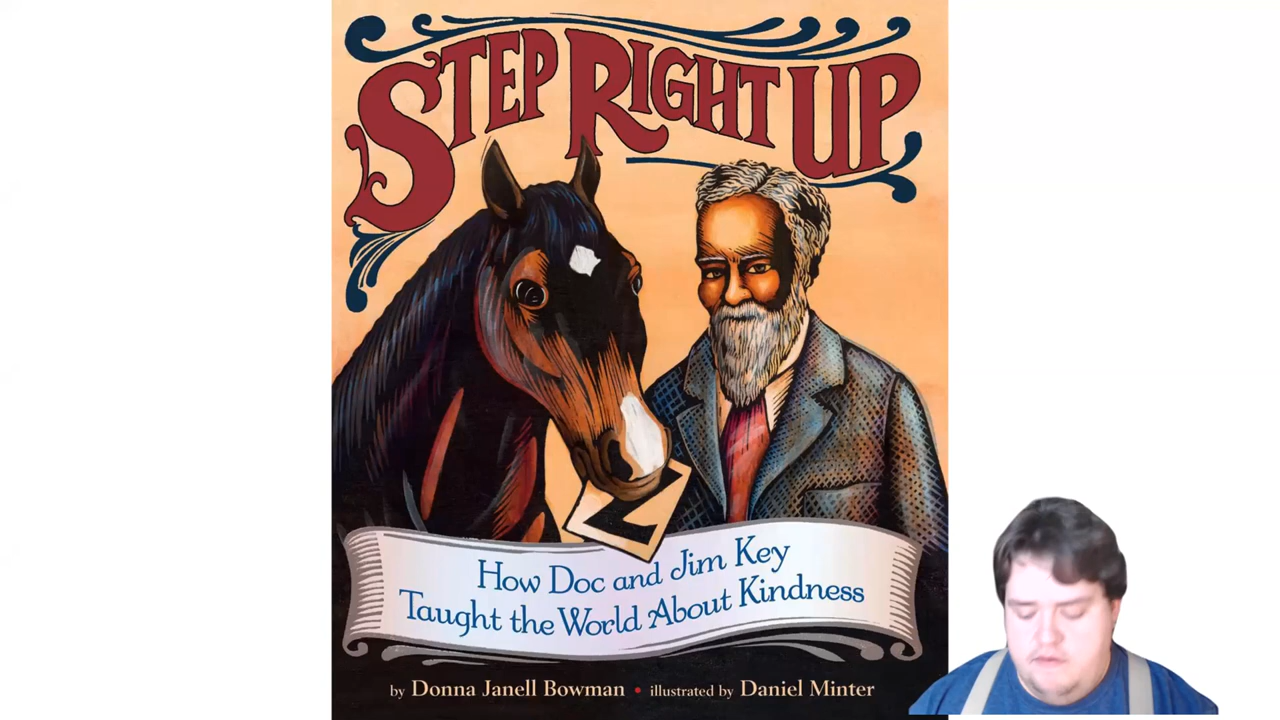 STEP RIGHT UP
How Doc and Jim Key
Taught the World About Kindness
by Donna Janell Bowman • illustrated by Daniel Minter